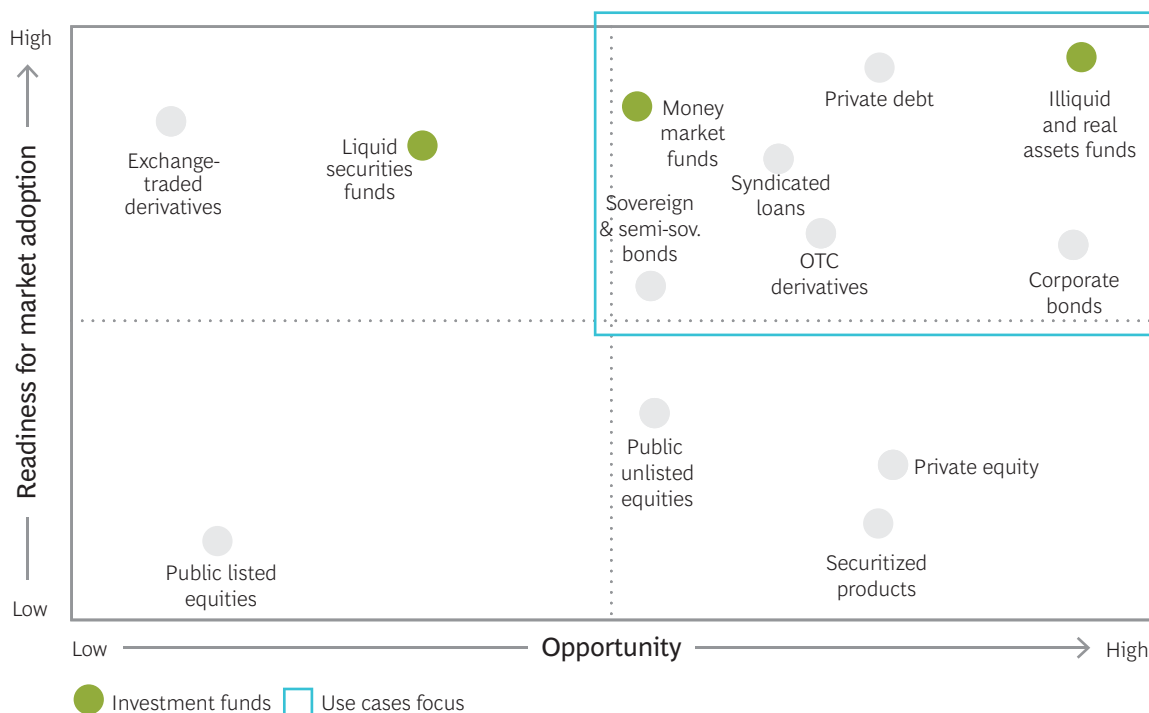 High
Readiness for market adoption
Low
Exchange-
traded
derivatives
Liquid
securities
funds
Money
market
funds
Private debt
Illiquid
and real
assets funds
Syndicated
loans
Sovereign
& semi-sov.
bonds
OTC
derivatives
Corporate
bonds
Public
unlisted
equities
Private equity
Securitized
products
Public listed
equities
Low
Opportunity
High
Investment funds
Use cases focus